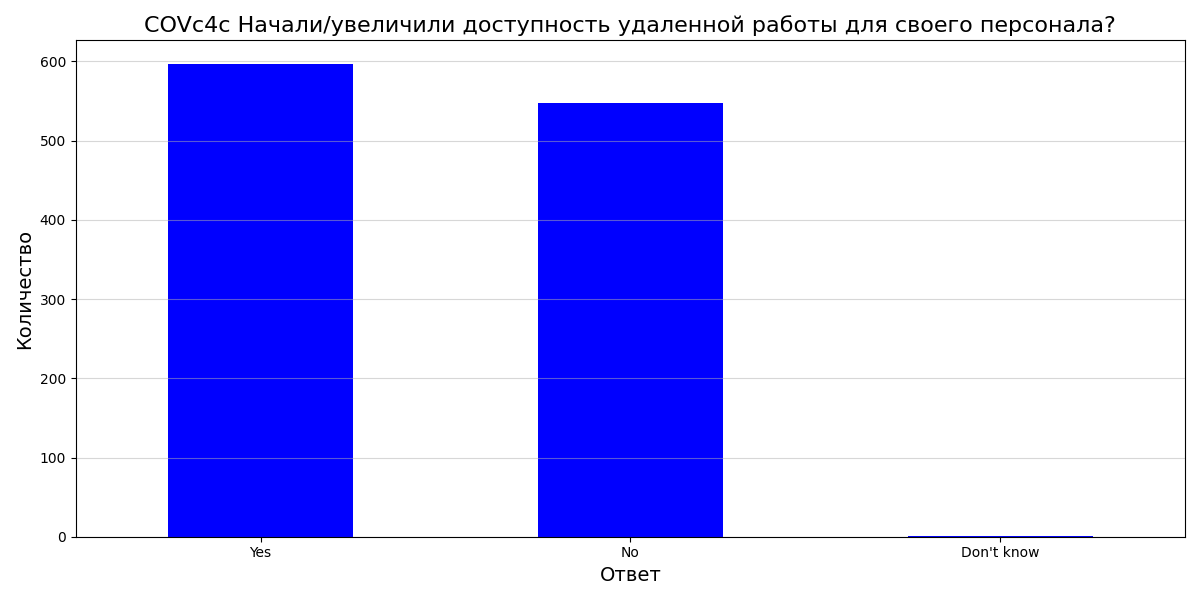 COVc4c Начали/увеличили доступность удаленной работы для своего персонала?
600
500
400
300
200
100
0
Количество
Yes
No
Don't know
Ответ